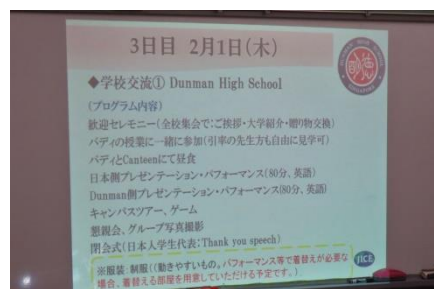 3日目 2月1日(木)
◆学校交流① Dunman High School
(プログラム内容)
歓迎セレモニー(全校集会で:ご挨拶・大学紹介・贈り物交換)
バディの授業に一緒に参加(引率の先生方も自由に見学可)
バディとCanteenにて昼食
日本側プレゼンテーション・パフォーマンス(80分、英語)
Dunman側プレゼンテーション・パフォーマンス(80分、英語)
キャンパスツアー、ゲーム
懇親会、グループ写真撮影
閉会式(日本人学生代表:Thank you speech)
※服装:制服((動きやすいもの。パフォーマンス等で着替えが必要な
場合、着替える部屋を用意していただける予定です。)
JICE